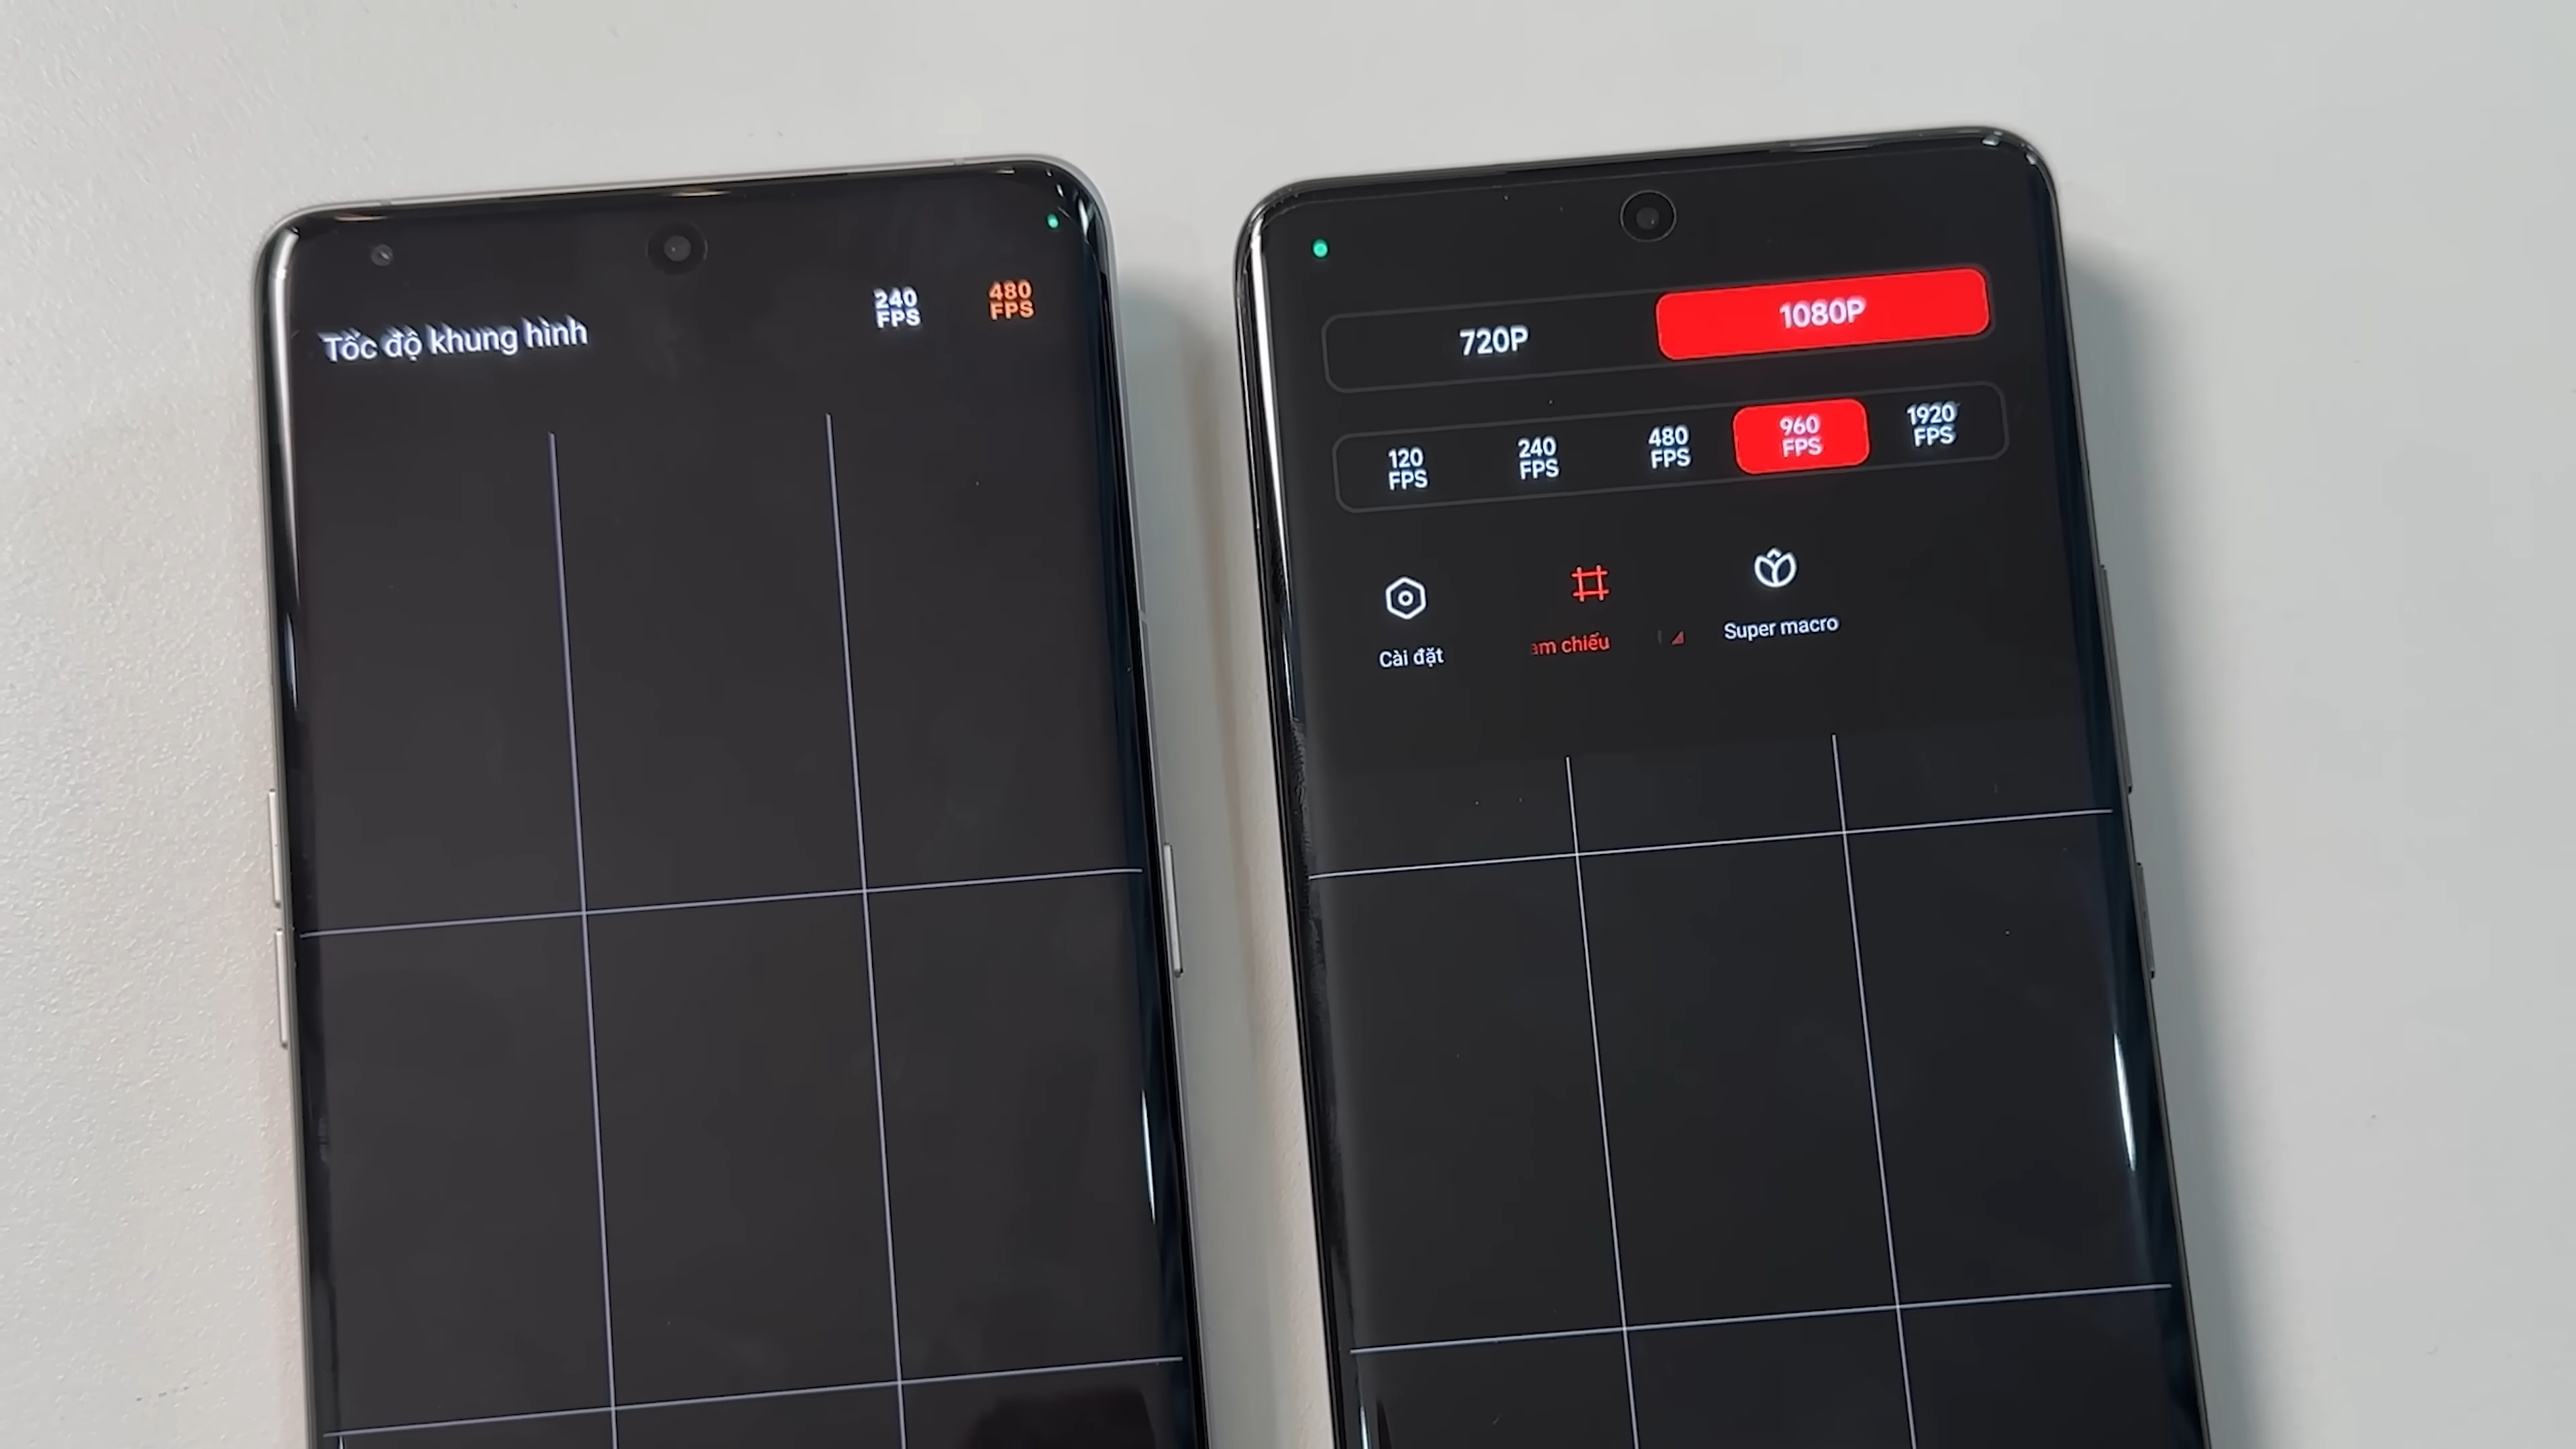 Tốc độ khung hình
240
FPS
480
FPS
720P
1080P
120
FPS
240
FPS
480
FPS
960
FPS
1920
FPS
Cài đặt
am chiếu
Super macro